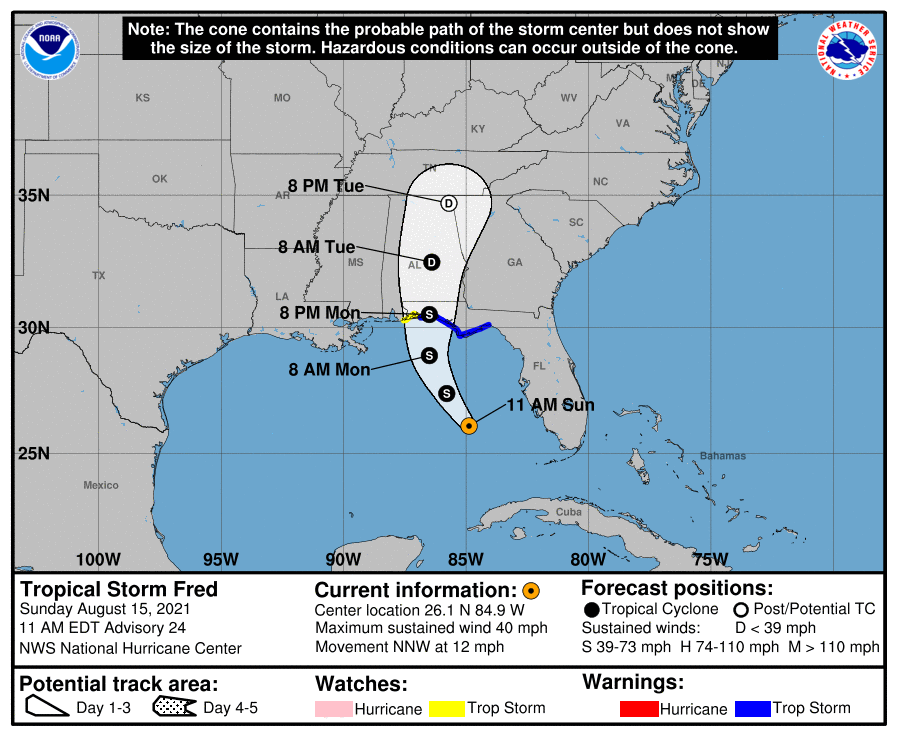 Note: The cone contains the probable path of the storm center but does not show
the size of the storm. Hazardous conditions can occur outside of the cone.
NOAA
NATIONAL WEATHER SERVICE
NJ
MD
DE
KS
MO
WV
VA
KY
TN
OK
AR
NC
SC
8 PM Tue
D
35N
8 AM Tue
D
TX
MS
AL
GA
LA
8 PM Mon
S
30N
8 AM Mon
S
FL
S
11 AM Sun
25N
Bahamas
Mexico
Cuba
100W
95W
90W
85W
80W
75W
Tropical Storm Fred
Sunday August 15, 2021
11 AM EDT Advisory 24
NWS National Hurricane Center
Current information:
Center location 26.1 N 84.9 W
Maximum sustained wind 40 mph
Movement NNW at 12 mph
Forecast positions:
Tropical Cyclone Post/Potential TC
Sustained winds: D < 39 mph
S 39-73 mph H 74-110 mph M > 110 mph
Potential track area:
Day 1-3 Day 4-5
Watches:
Hurricane Trop Storm
Warnings:
Hurricane Trop Storm